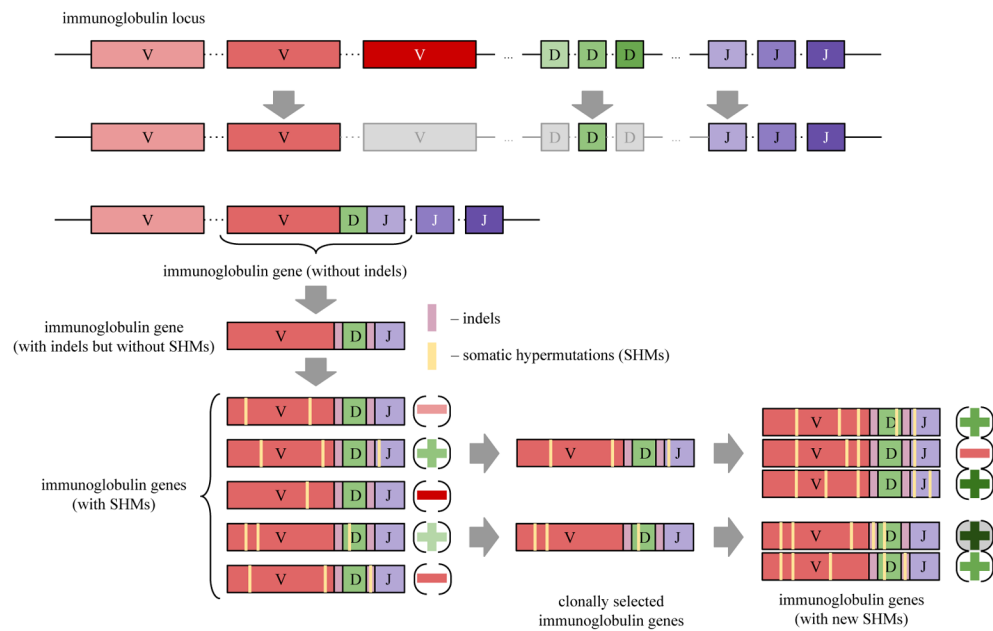 immunoglobulin locus
V V V ... D D D ... J J J
V V V ... D D D ... J J J
V V D J J J
immunoglobulin gene (without indels)
immunoglobulin gene
(with indels but without SHMs)
V D J
– indels
– somatic hypermutations (SHMs)
immunoglobulin genes
(with SHMs)
V D J
V D J
V D J
V D J
V D J
V D J
V D J
clonally selected
immunoglobulin genes
V D J
V D J
V D J
V D J
V D J
immunoglobulin genes
(with new SHMs)